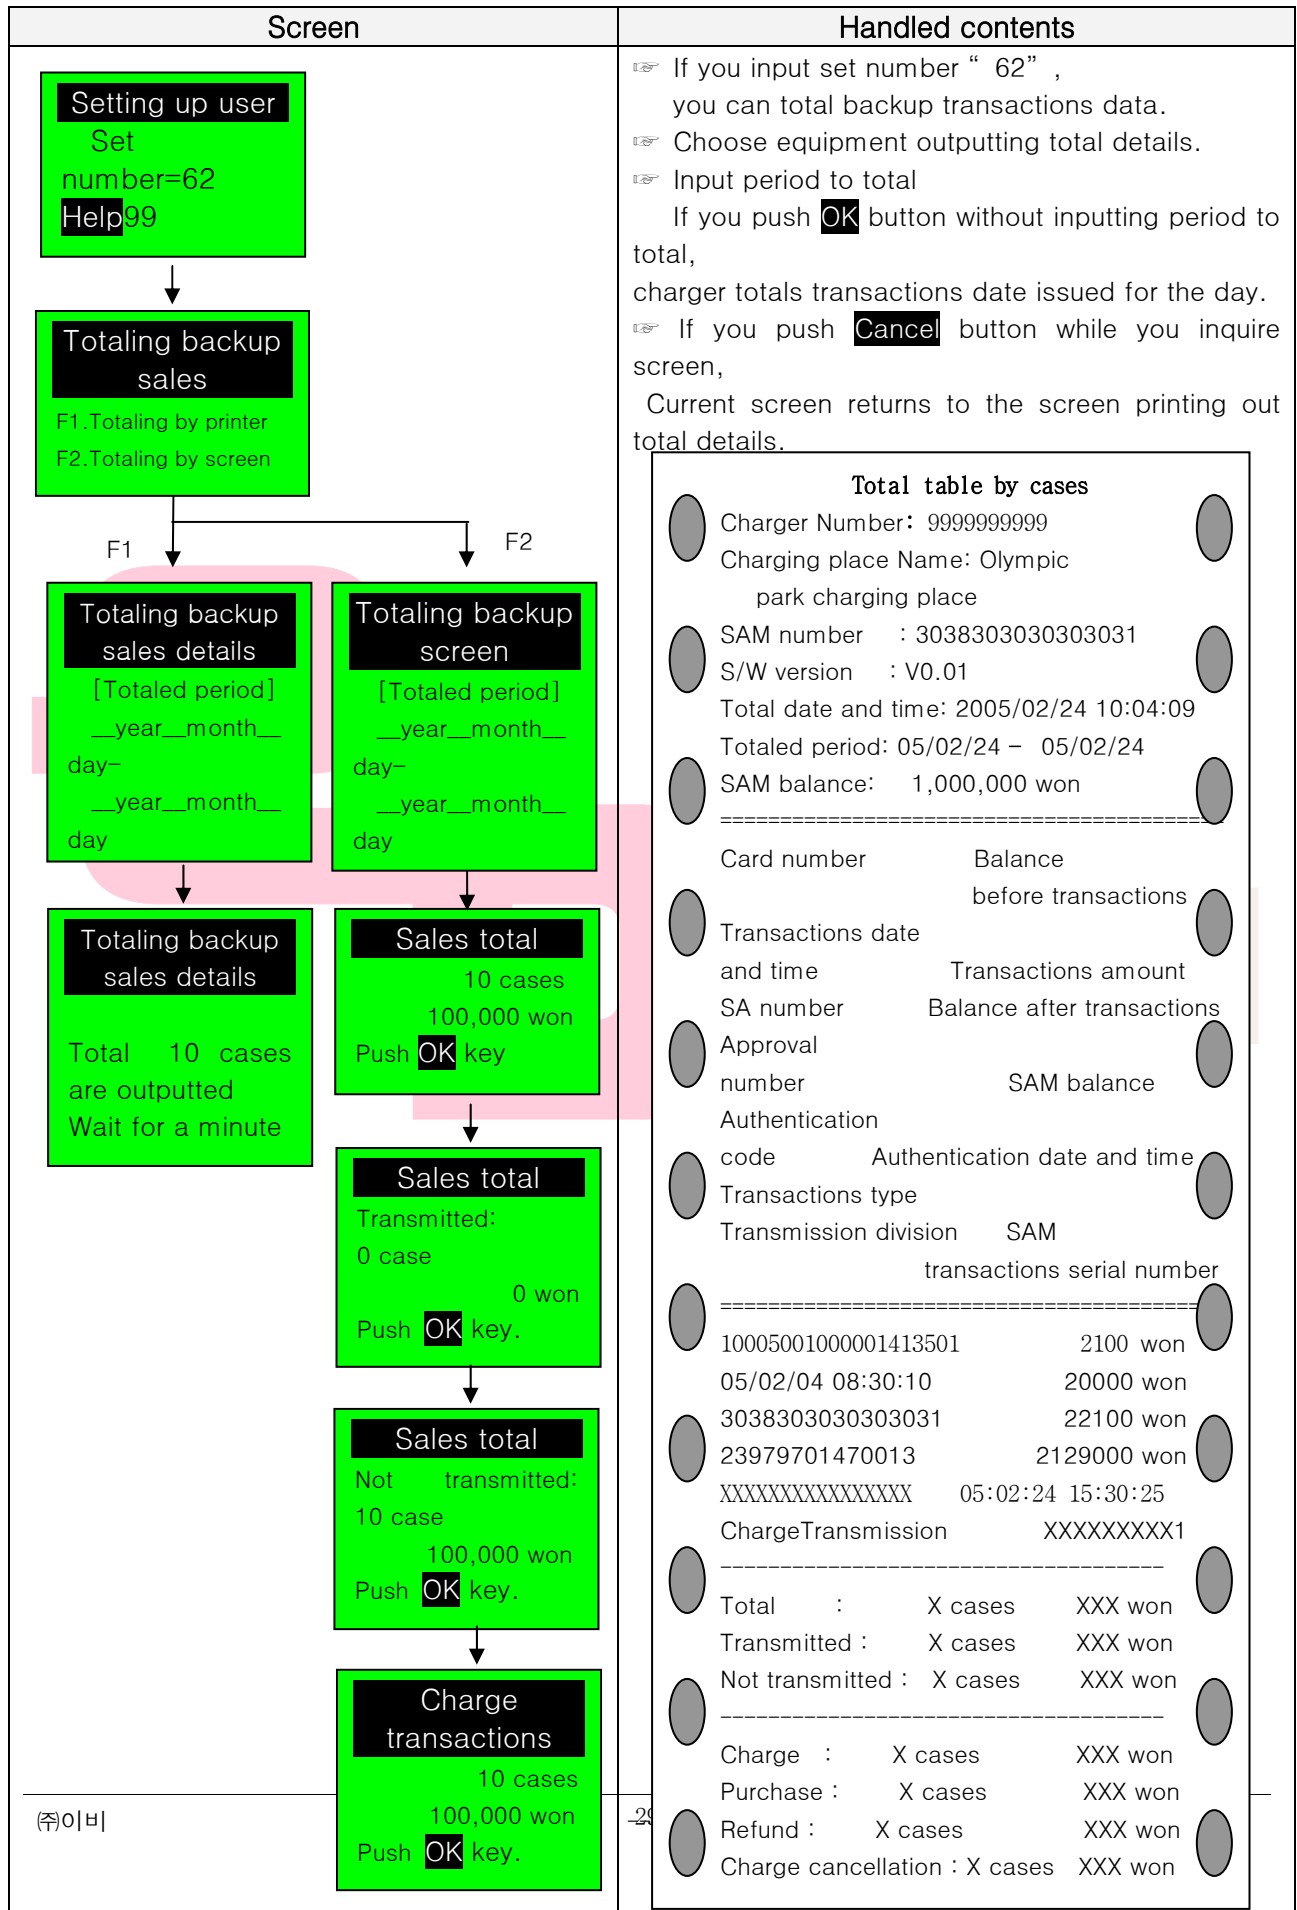 Screen
Handled contents
Setting up user
Set
number=62
Help99
Totaling backup
sales
F1.Totaling by printer
F2.Totaling by screen
F1
F2
Totaling backup
sales details
[Totaled period]
__year__month__
day-
__year__month__
day
Totaling backup
screen
[Totaled period]
__year__month__
day-
__year__month__
day
Totaling backup
sales details
Total 10 cases
are outputted
Wait for a minute
Sales total
10 cases
100,000 won
Push OK key
Sales total
Transmitted:
0 case
0 won
Push OK key.
Sales total
Not transmitted:
10 case
100,000 won
Push OK key.
Charge
transactions
10 cases
100,000 won
Push OK key.
☞ If you input set number “ 62” ,
you can total backup transactions data.
☞ Choose equipment outputting total details.
☞ Input period to total
If you push OK button without inputting period to
total,
charger totals transactions date issued for the day.
☞ If you push Cancel button while you inquire
screen,
Current screen returns to the screen printing out
total details.
Total table by cases
Charger Number: 9999999999
Charging place Name: Olympic
park charging place
SAM number : 3038303030303031
S/W version : V0.01
Total date and time: 2005/02/24 10:04:09
Totaled period: 05/02/24 - 05/02/24
SAM balance: 1,000,000 won
==========================================
Card number Balance
before transactions
Transactions date
and time Transactions amount
SA number Balance after transactions
Approval
number SAM balance
Authentication
code Authentication date and time
Transactions type
Transmission division SAM
transactions serial number
========================================
10005001000001413501 2100 won
05/02/04 08:30:10 20000 won
3038303030303031 22100 won
23979701470013 2129000 won
XXXXXXXXXXXXXXXX 05:02:24 15:30:25
ChargeTransmission XXXXXXXXX1
-------------------------------------
Total : X cases XXX won
Transmitted : X cases XXX won
Not transmitted : X cases XXX won
-------------------------------------
Charge : X cases XXX won
Purchase : X cases XXX won
Refund : X cases XXX won
Charge cancellation : X cases XXX won
㈜이비